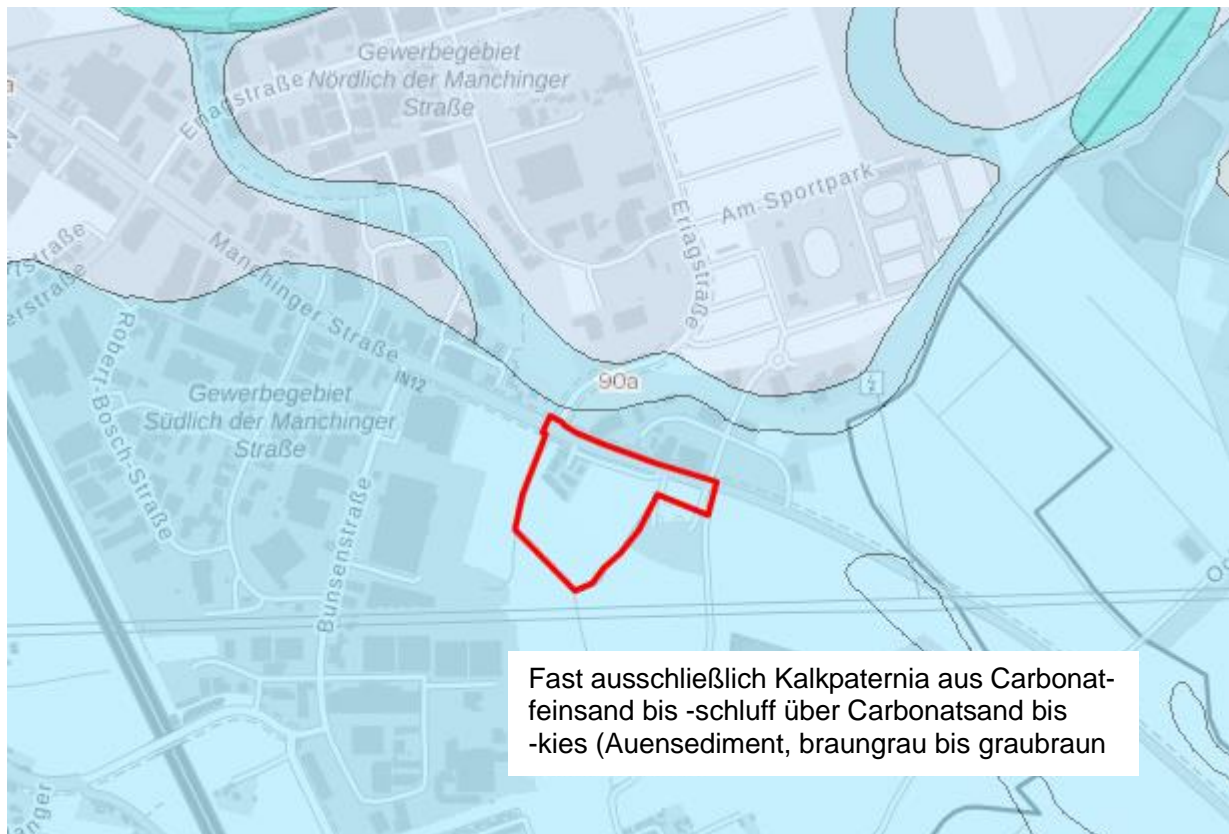 Gewerbegebiet
Nördlich der Manchinger
Straße
Erlagstraße
Am Sportpark
Erlagstraße
Manchinger Straße
IN12
90a
Robert-Bosch-Straße
Gewerbegebiet
Südlich der Manchinger
Straße
Bunsenstraße
Fast ausschließlich Kalkpaternia aus Carbonat-
feinsand bis -schluff über Carbonatsand bis
-kies (Auensediment, braungrau bis graubraun